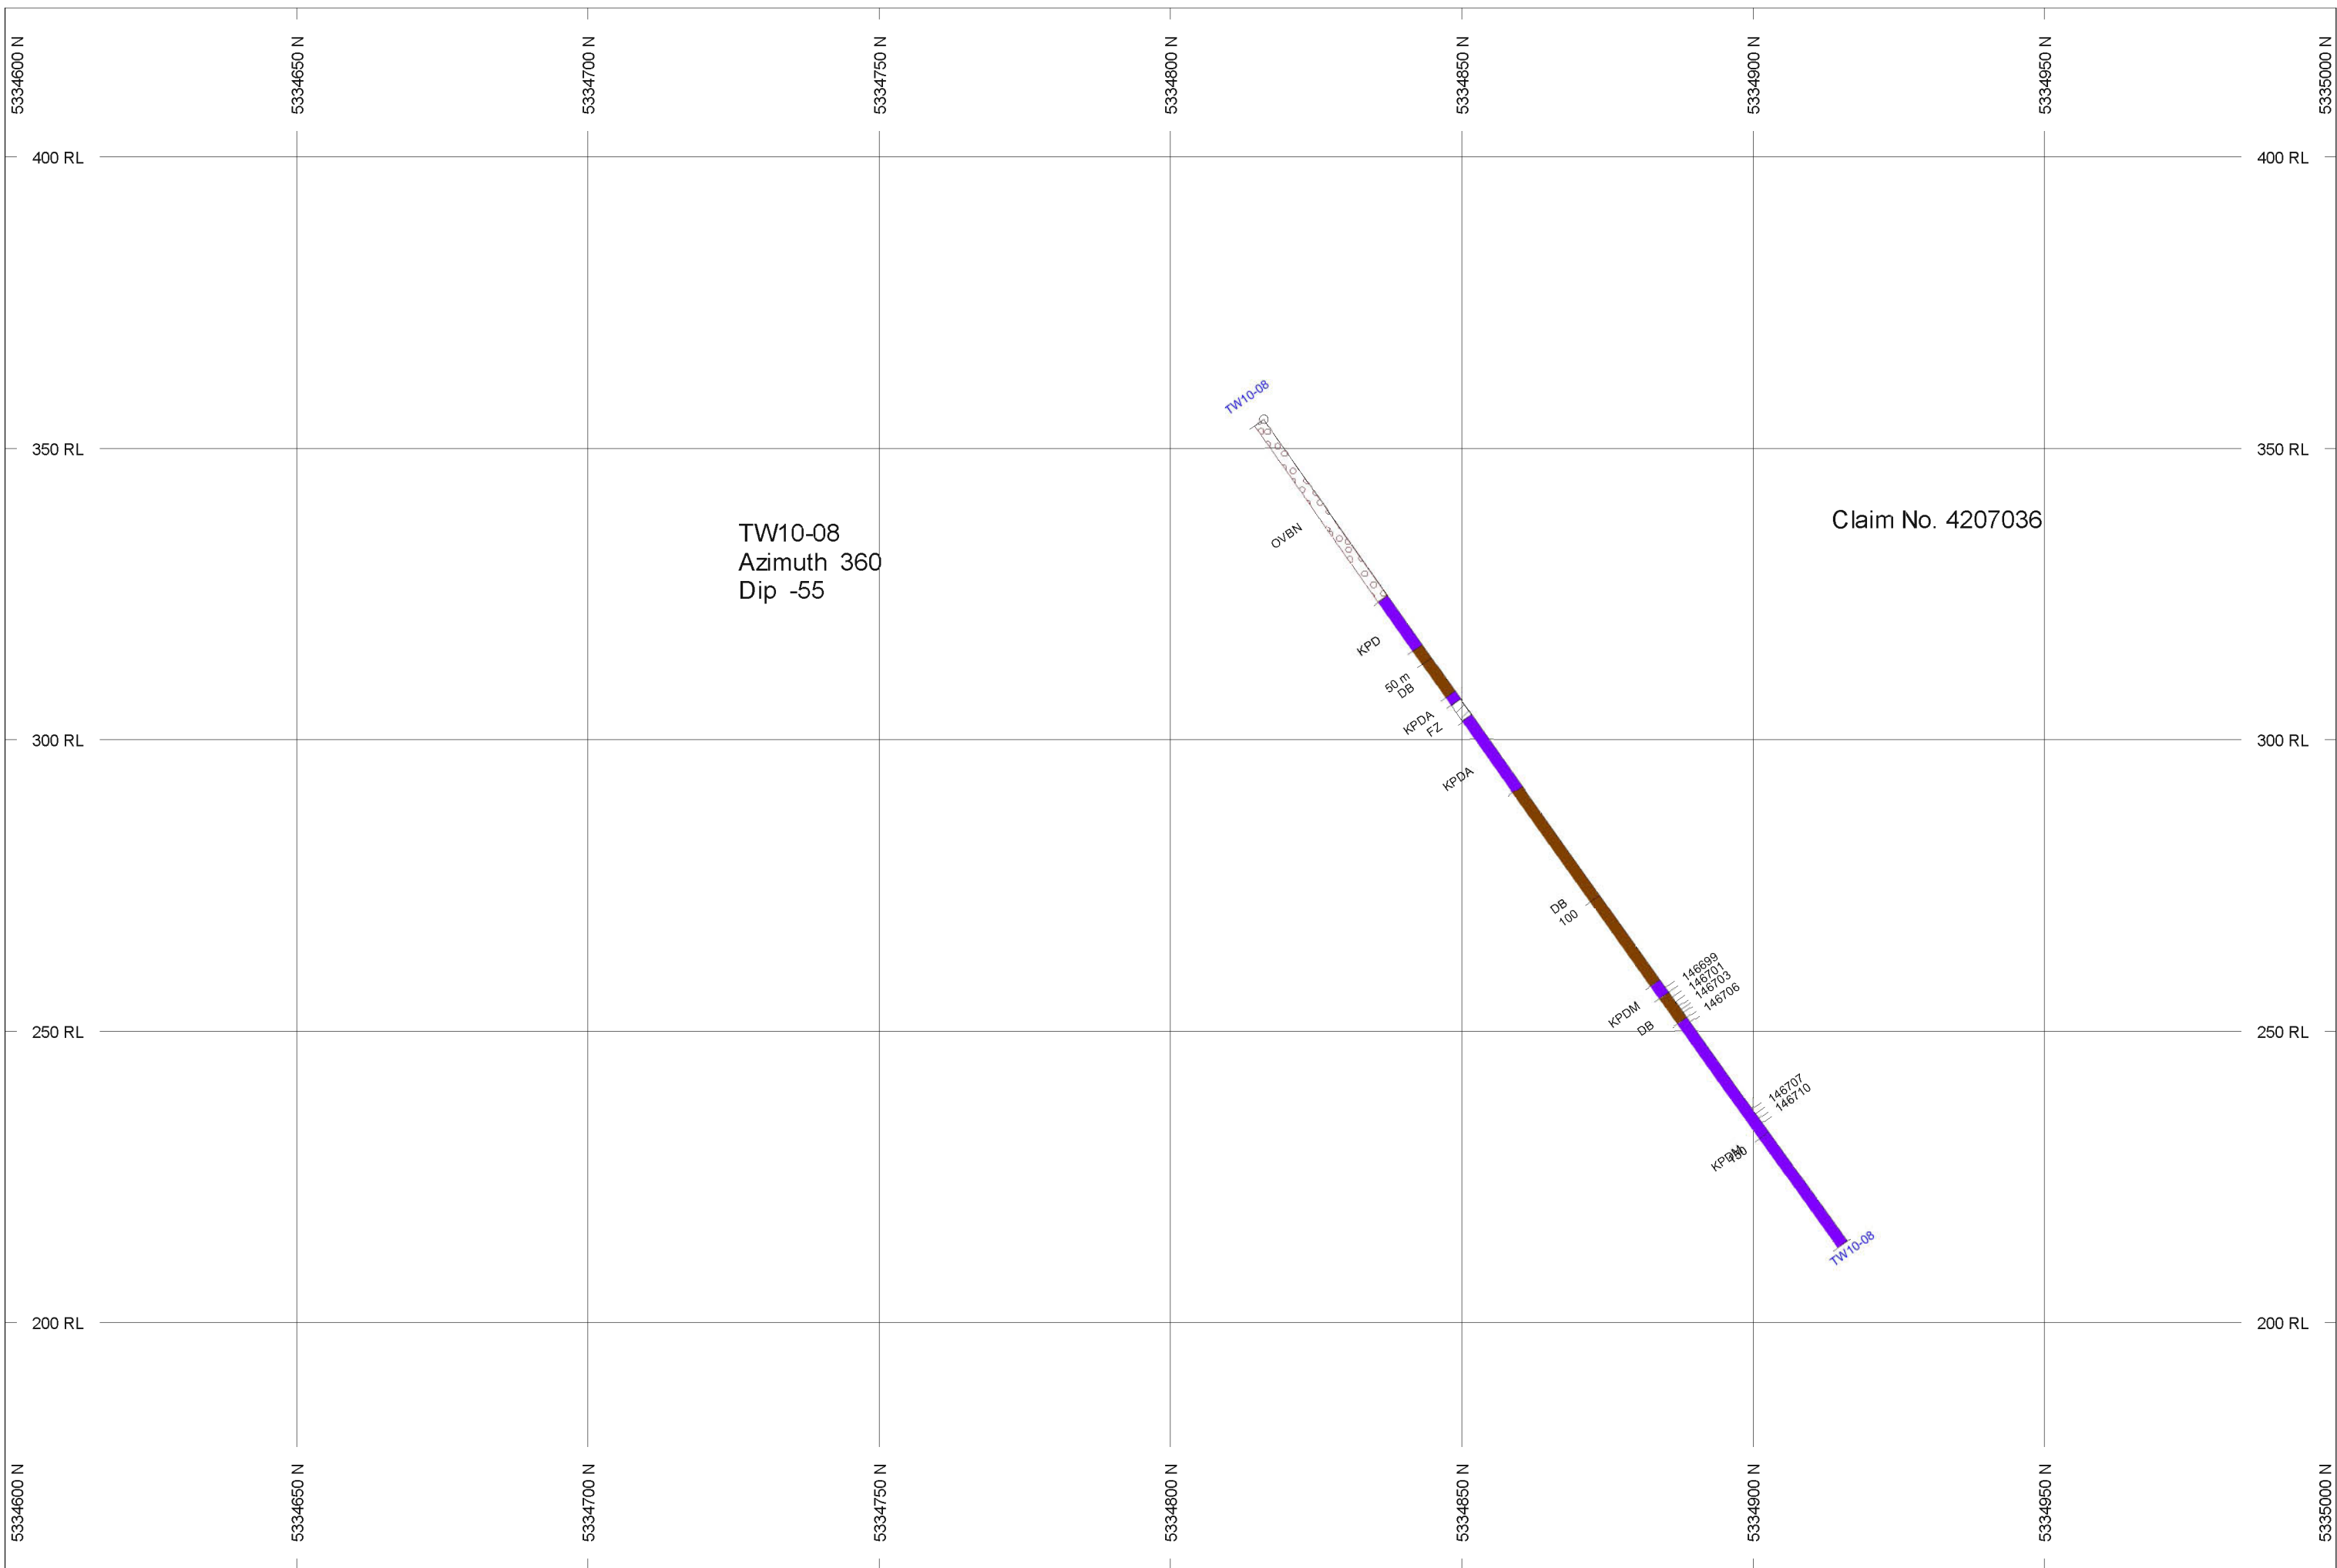 5334600 N
5334650 N
5334700 N
5334750 N
5334800 N
5334850 N
5334900 N
5334950 N
5335000 N
400 RL
400 RL
TW10-08
350 RL
350 RL
TW10-08
Azimuth 360
Dip -55
Claim No. 4207036
OVBN
KPD
50 m
DB
KPDA
FZ
300 RL
300 RL
KPDA
DB
100
146699
146701
146703
146706
KPDM
DB
250 RL
250 RL
146707
146710
KPDM
150
TW10-08
200 RL
200 RL
5334600 N
5334650 N
5334700 N
5334750 N
5334800 N
5334850 N
5334900 N
5334950 N
5335000 N